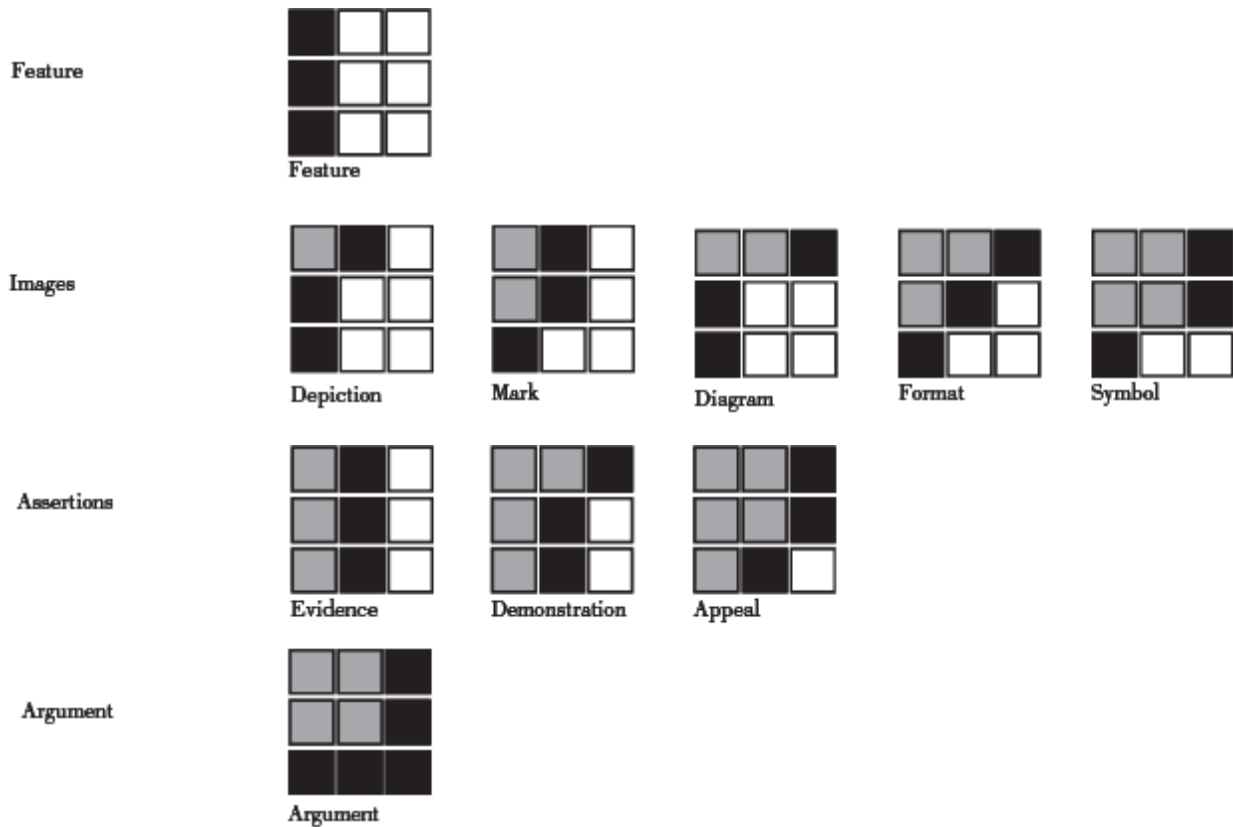 Feature
Feature
Images
Depiction
Mark
Diagram
Format
Symbol
Assertions
Evidence
Demonstration
Appeal
Argument
Argument